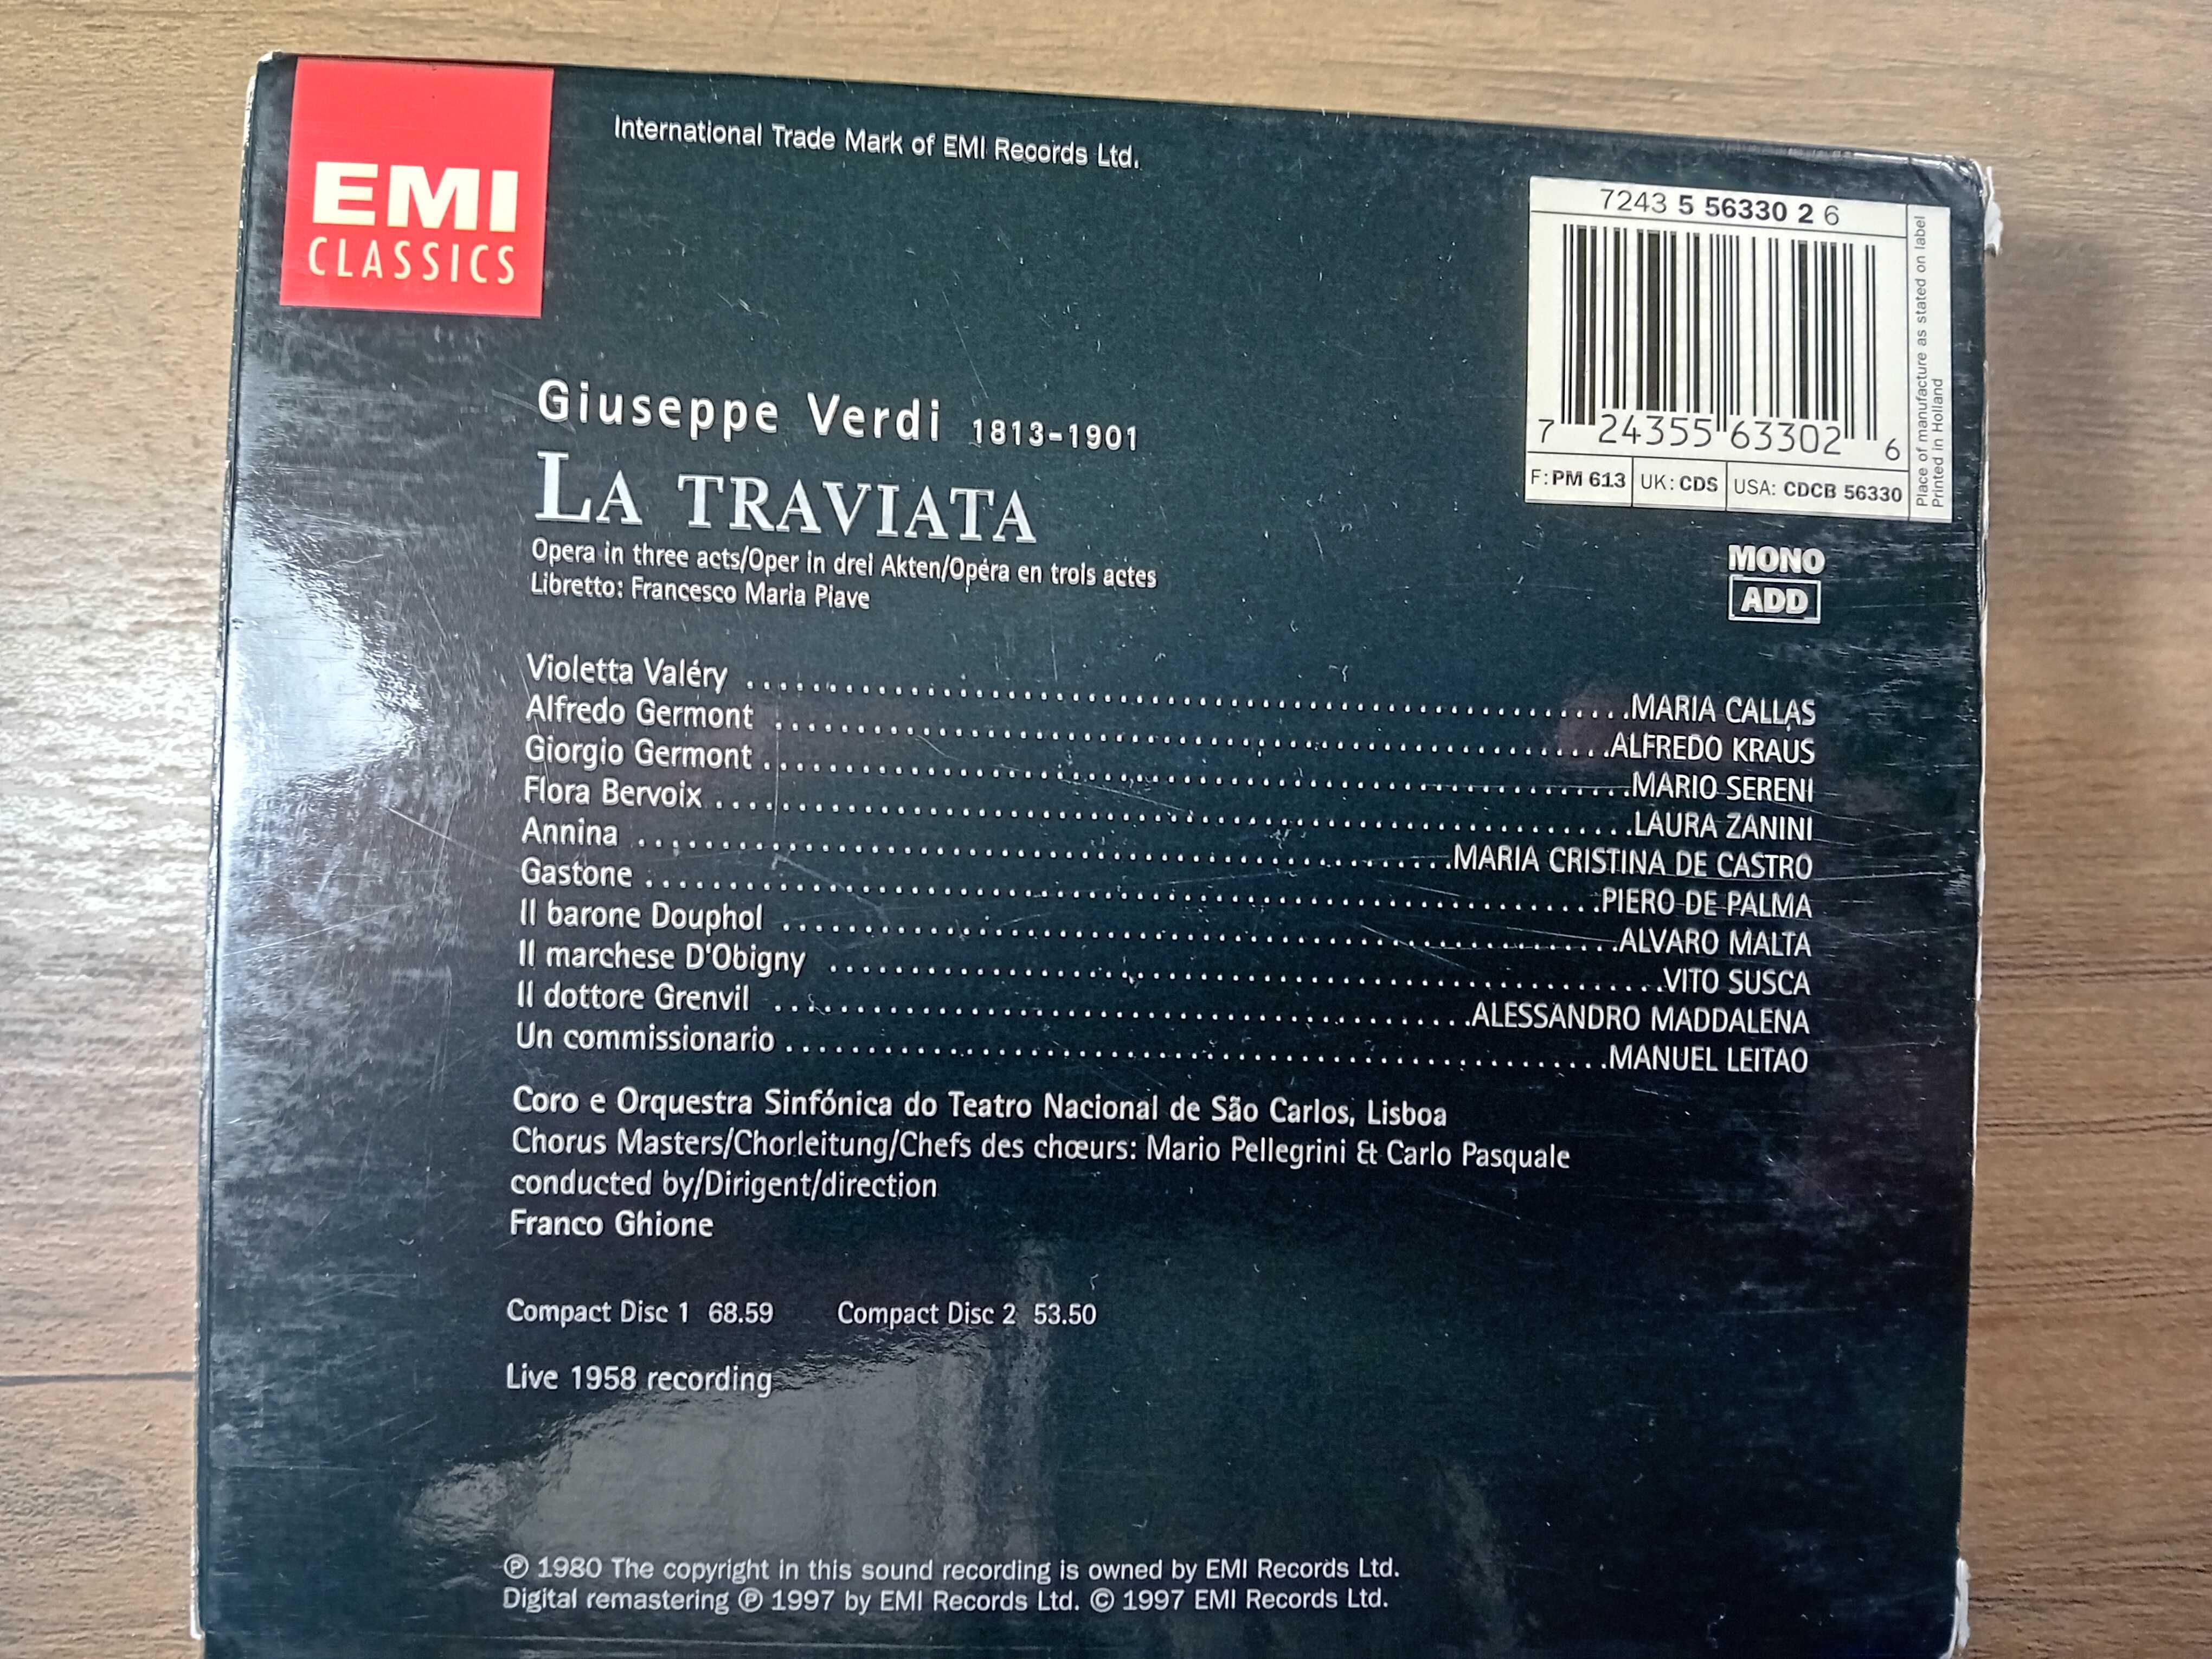 EMI
CLASSICS
International Trade Mark of EMI Records Ltd.
7243 5 56330 2 6
7 24355 63302 6
F: PM 613 UK: CDS USA: CDCB 56330
Place of manufacture as stated on label
Printed in Holland
Giuseppe Verdi 1813-1901
LA TRAVIATA
Opera in three acts/Oper in drei Akten/Opéra en trois actes
Libretto: Francesco Maria Piave
MONO
ADD
Violetta Valéry ........ MARIA CALLAS
Alfredo Germont ........ ALFREDO KRAUS
Giorgio Germont ........ MARIO SERENI
Flora Bervoix ........ LAURA ZANINI
Annina ........ MARIA CRISTINA DE CASTRO
Gastone ........ PIERO DE PALMA
Il barone Douphol ........ ALVARO MALTA
Il marchese D'Obigny ........ VITO SUSCA
Il dottore Grenvil ........ ALESSANDRO MADDALENA
Un commissionario ........ MANUEL LEITAO
Coro e Orquestra Sinfónica do Teatro Nacional de São Carlos, Lisboa
Chorus Masters/Chorleitung/Chefs des chœurs: Mario Pellegrini & Carlo Pasquale
conducted by/Dirigent/direction
Franco Ghione
Compact Disc 1 68.59 Compact Disc 2 53.50
Live 1958 recording
℗ 1980 The copyright in this sound recording is owned by EMI Records Ltd.
Digital remastering ℗ 1997 by EMI Records Ltd. © 1997 EMI Records Ltd.